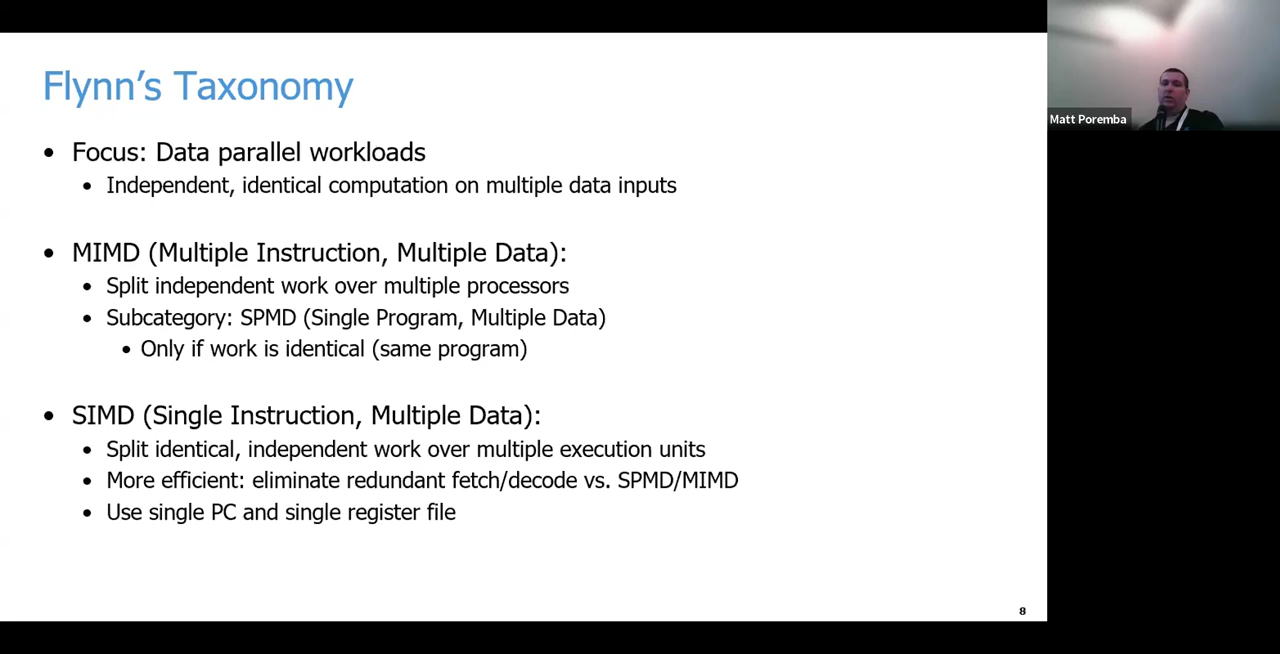 Flynn's Taxonomy
Matt Poremba
• Focus: Data parallel workloads
• Independent, identical computation on multiple data inputs
• MIMD (Multiple Instruction, Multiple Data):
• Split independent work over multiple processors
• Subcategory: SPMD (Single Program, Multiple Data)
• Only if work is identical (same program)
• SIMD (Single Instruction, Multiple Data):
• Split identical, independent work over multiple execution units
• More efficient: eliminate redundant fetch/decode vs. SPMD/MIMD
• Use single PC and single register file
8